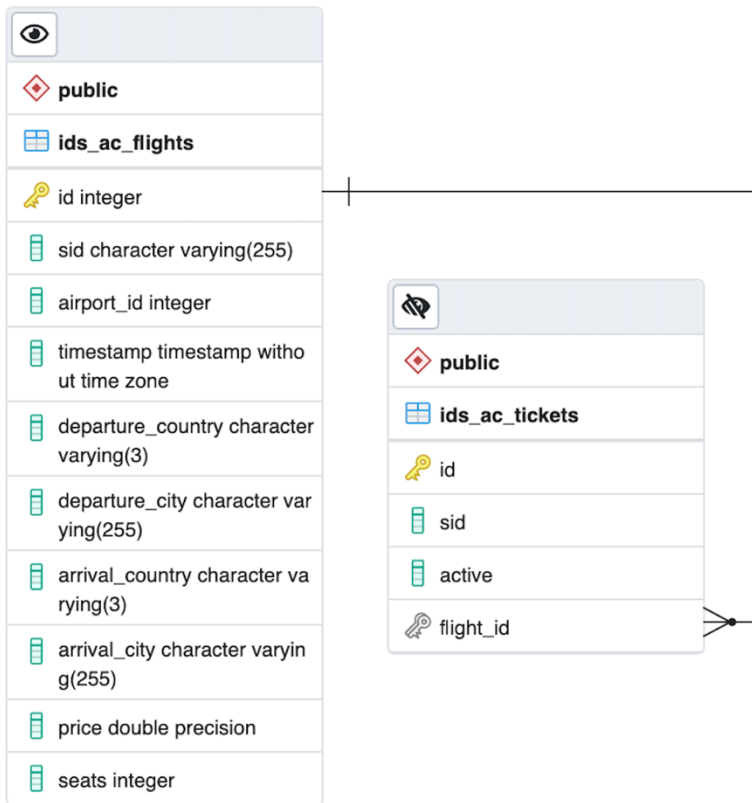 public
ids_ac_flights
id integer
sid character varying(255)
airport_id integer
timestamp timestamp witho
ut time zone
departure_country character
varying(3)
departure_city character var
ying(255)
arrival_country character va
rying(3)
arrival_city character varyin
g(255)
price double precision
seats integer
public
ids_ac_tickets
id
sid
active
flight_id